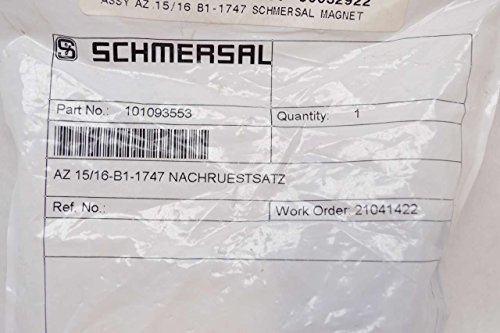 ASSY AZ 15/16 B1-1747 SCHMERSAL MAGNET
SCHMERSAL
Part No.: 101093553
Quantity: 1
AZ 15/16-B1-1747 NACHRUESTSATZ
Ref. No.:
Work Order: 21041422